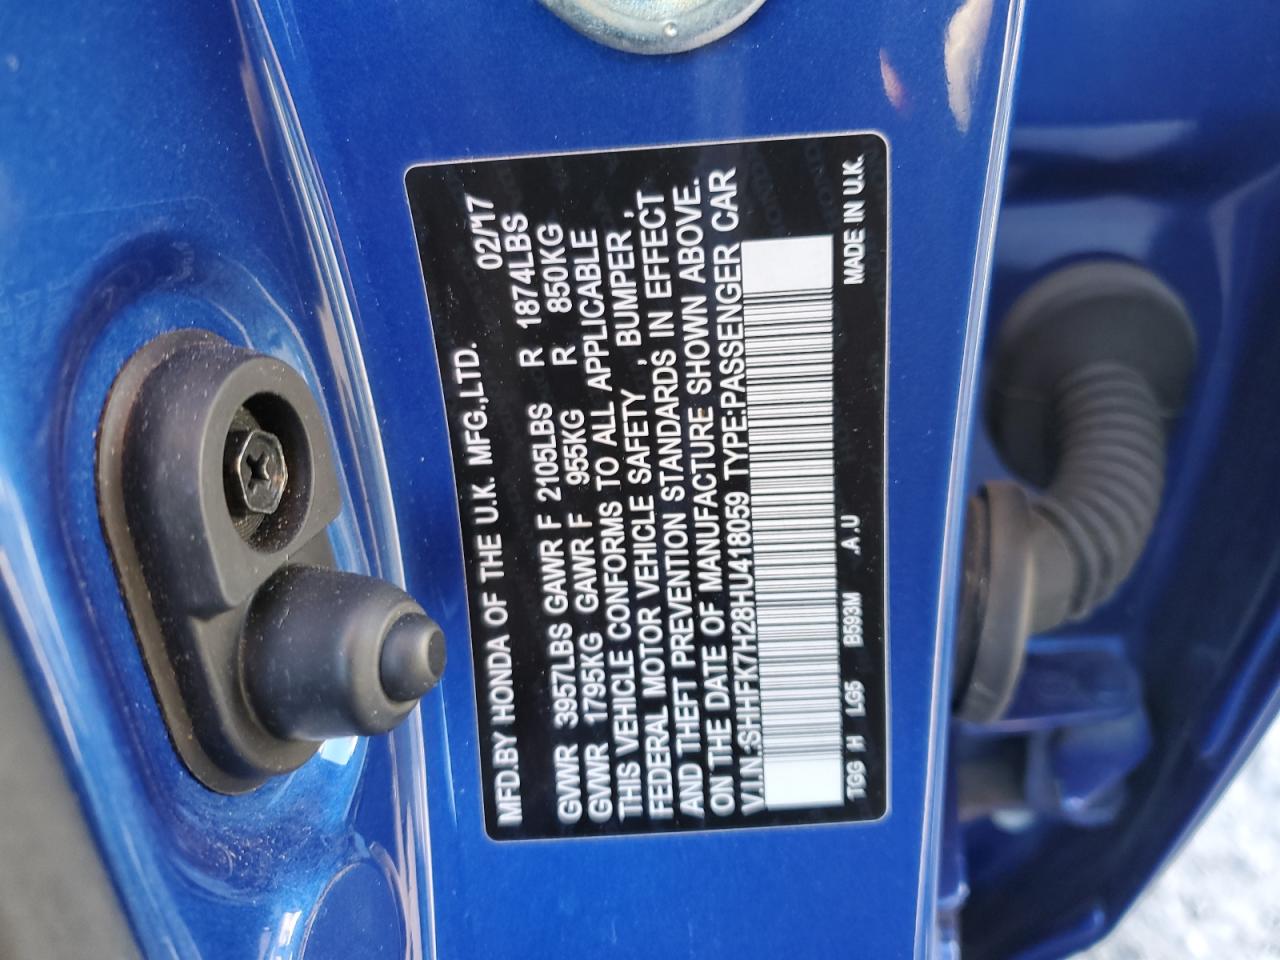 MFD.BY HONDA OF THE U.K. MFG.,LTD. 02/17
GVWR 3957LBS GAWR F 2105LBS R 1874LBS
GVWR 1795KG GAWR F 955KG R 850KG
THIS VEHICLE CONFORMS TO ALL APPLICABLE
FEDERAL MOTOR VEHICLE SAFETY , BUMPER ,
AND THEFT PREVENTION STANDARDS IN EFFECT
ON THE DATE OF MANUFACTURE SHOWN ABOVE.
V.I.N.:SHHFK7H28HU418059 TYPE:PASSENGER CAR
TGG H LG5 B593M .A U MADE IN U.K.